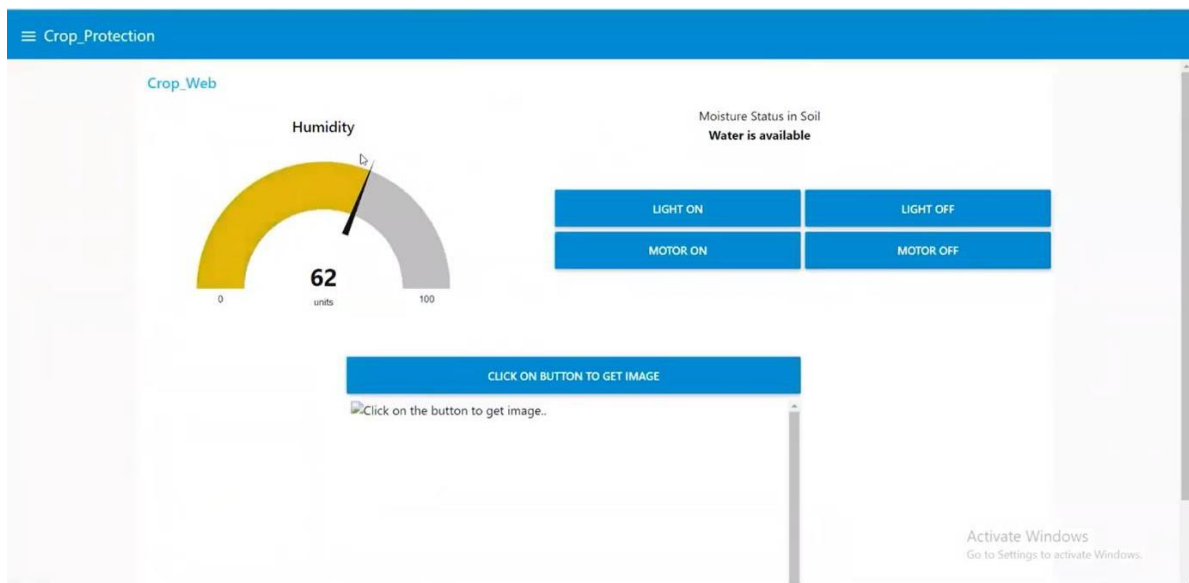 Crop_Protection
Crop_Web
Humidity
62
units
0
100
Moisture Status in Soil
Water is available
LIGHT ON
LIGHT OFF
MOTOR ON
MOTOR OFF
CLICK ON BUTTON TO GET IMAGE
Click on the button to get image..
Activate Windows
Go to Settings to activate Windows.